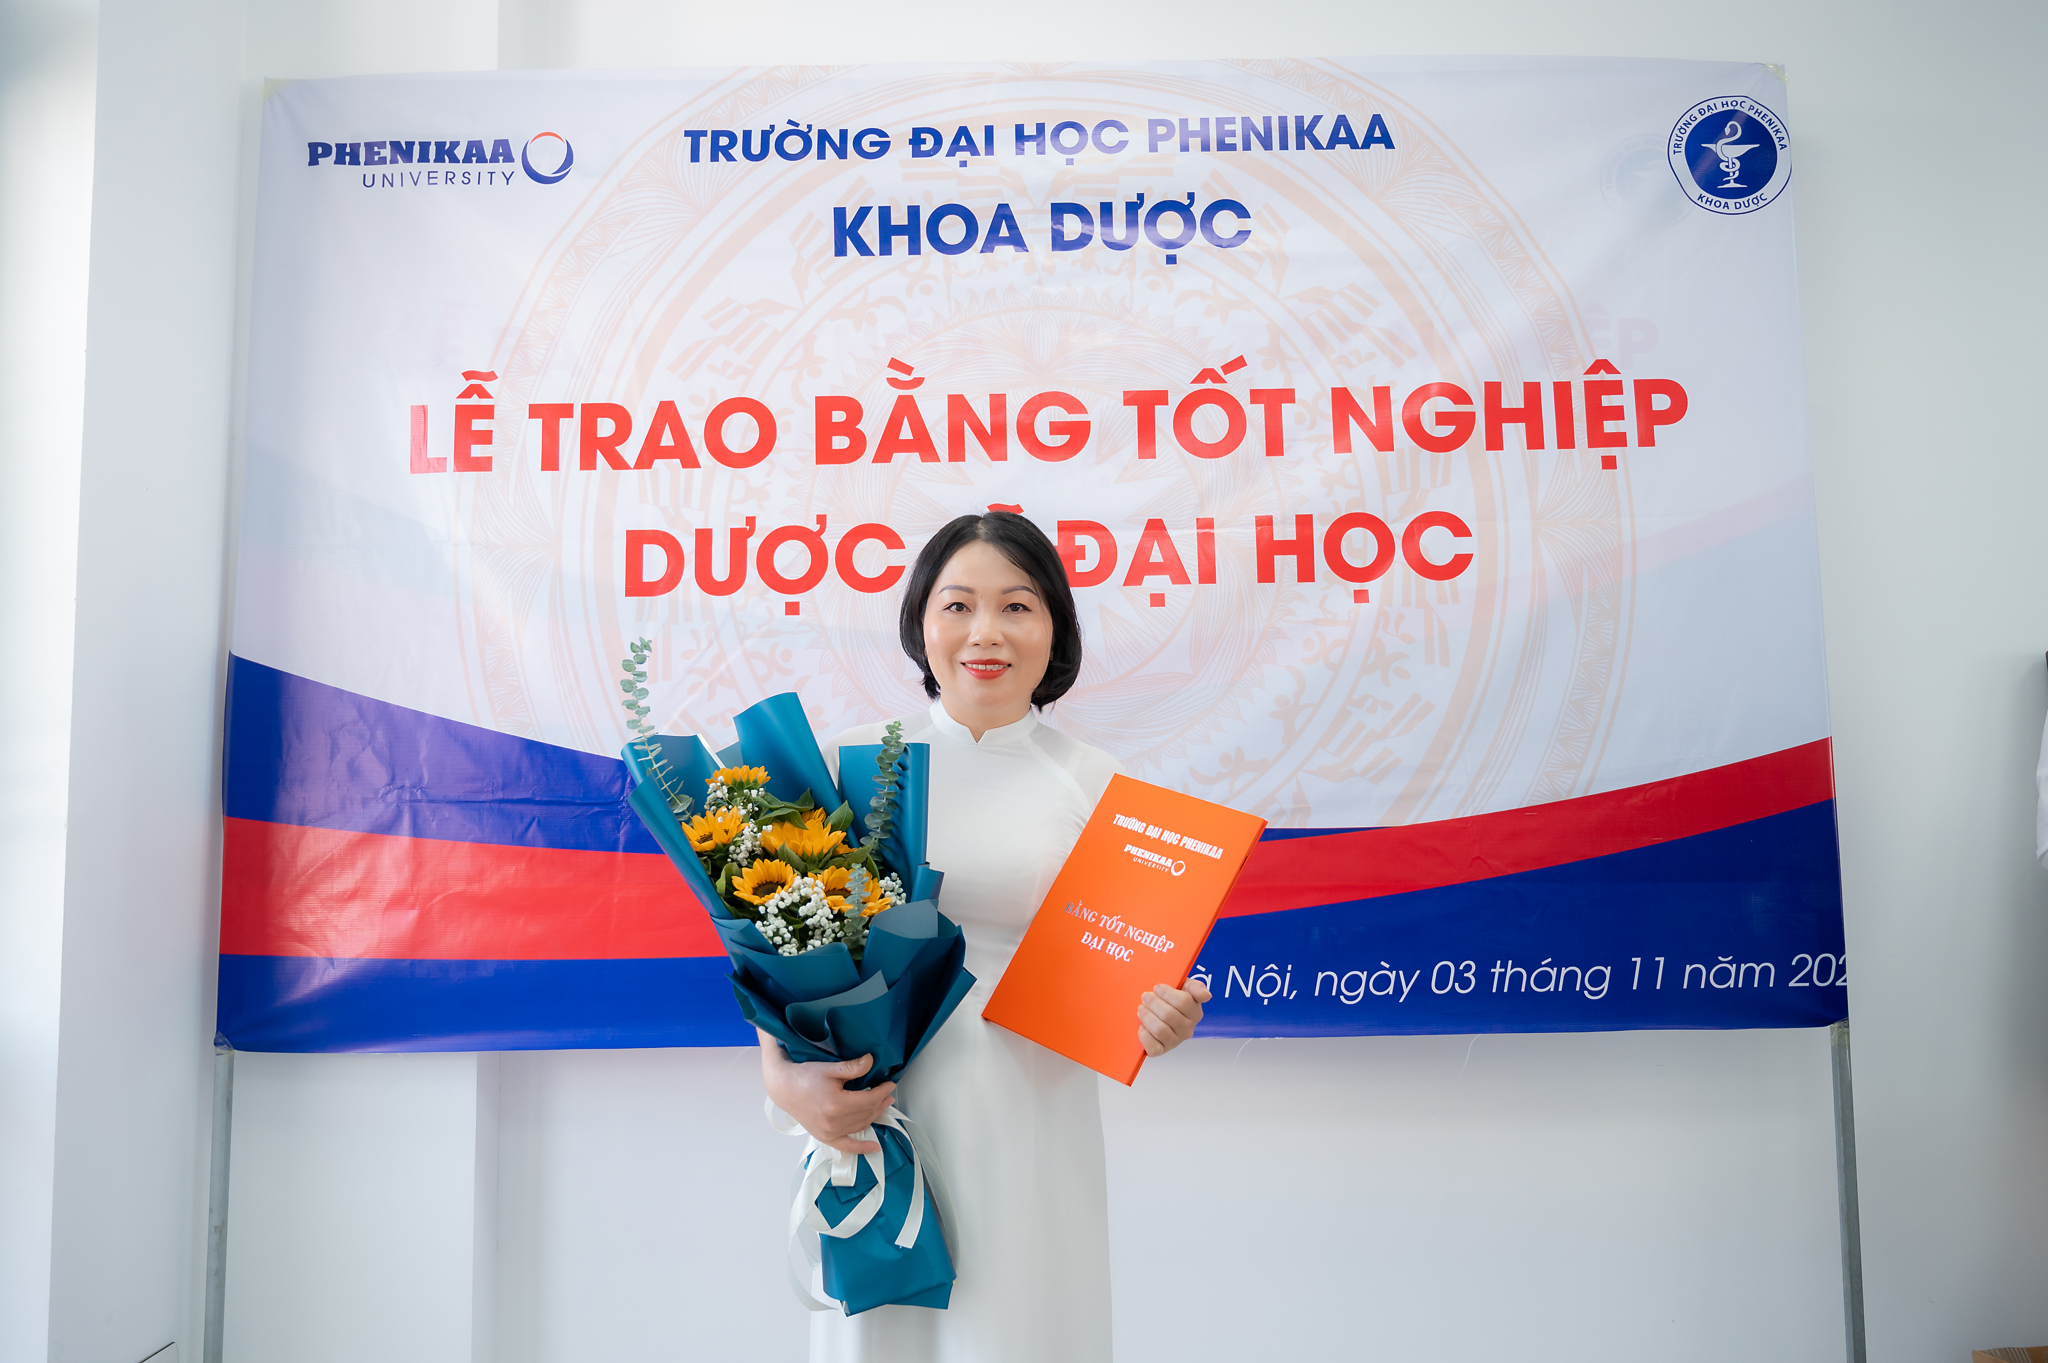 PHENIKAA
UNIVERSITY
TRƯỜNG ĐẠI HỌC PHENIKAA
KHOA DƯỢC
TRƯỜNG ĐẠI HỌC PHENIKAA
KHOA DƯỢC
LỄ TRAO BẰNG TỐT NGHIỆP
DƯỢC ĐẠI HỌC
TRƯỜNG ĐẠI HỌC PHENIKAA
PHENIKAA
UNIVERSITY
BẰNG TỐT NGHIỆP
ĐẠI HỌC
Nội, ngày 03 tháng 11 năm